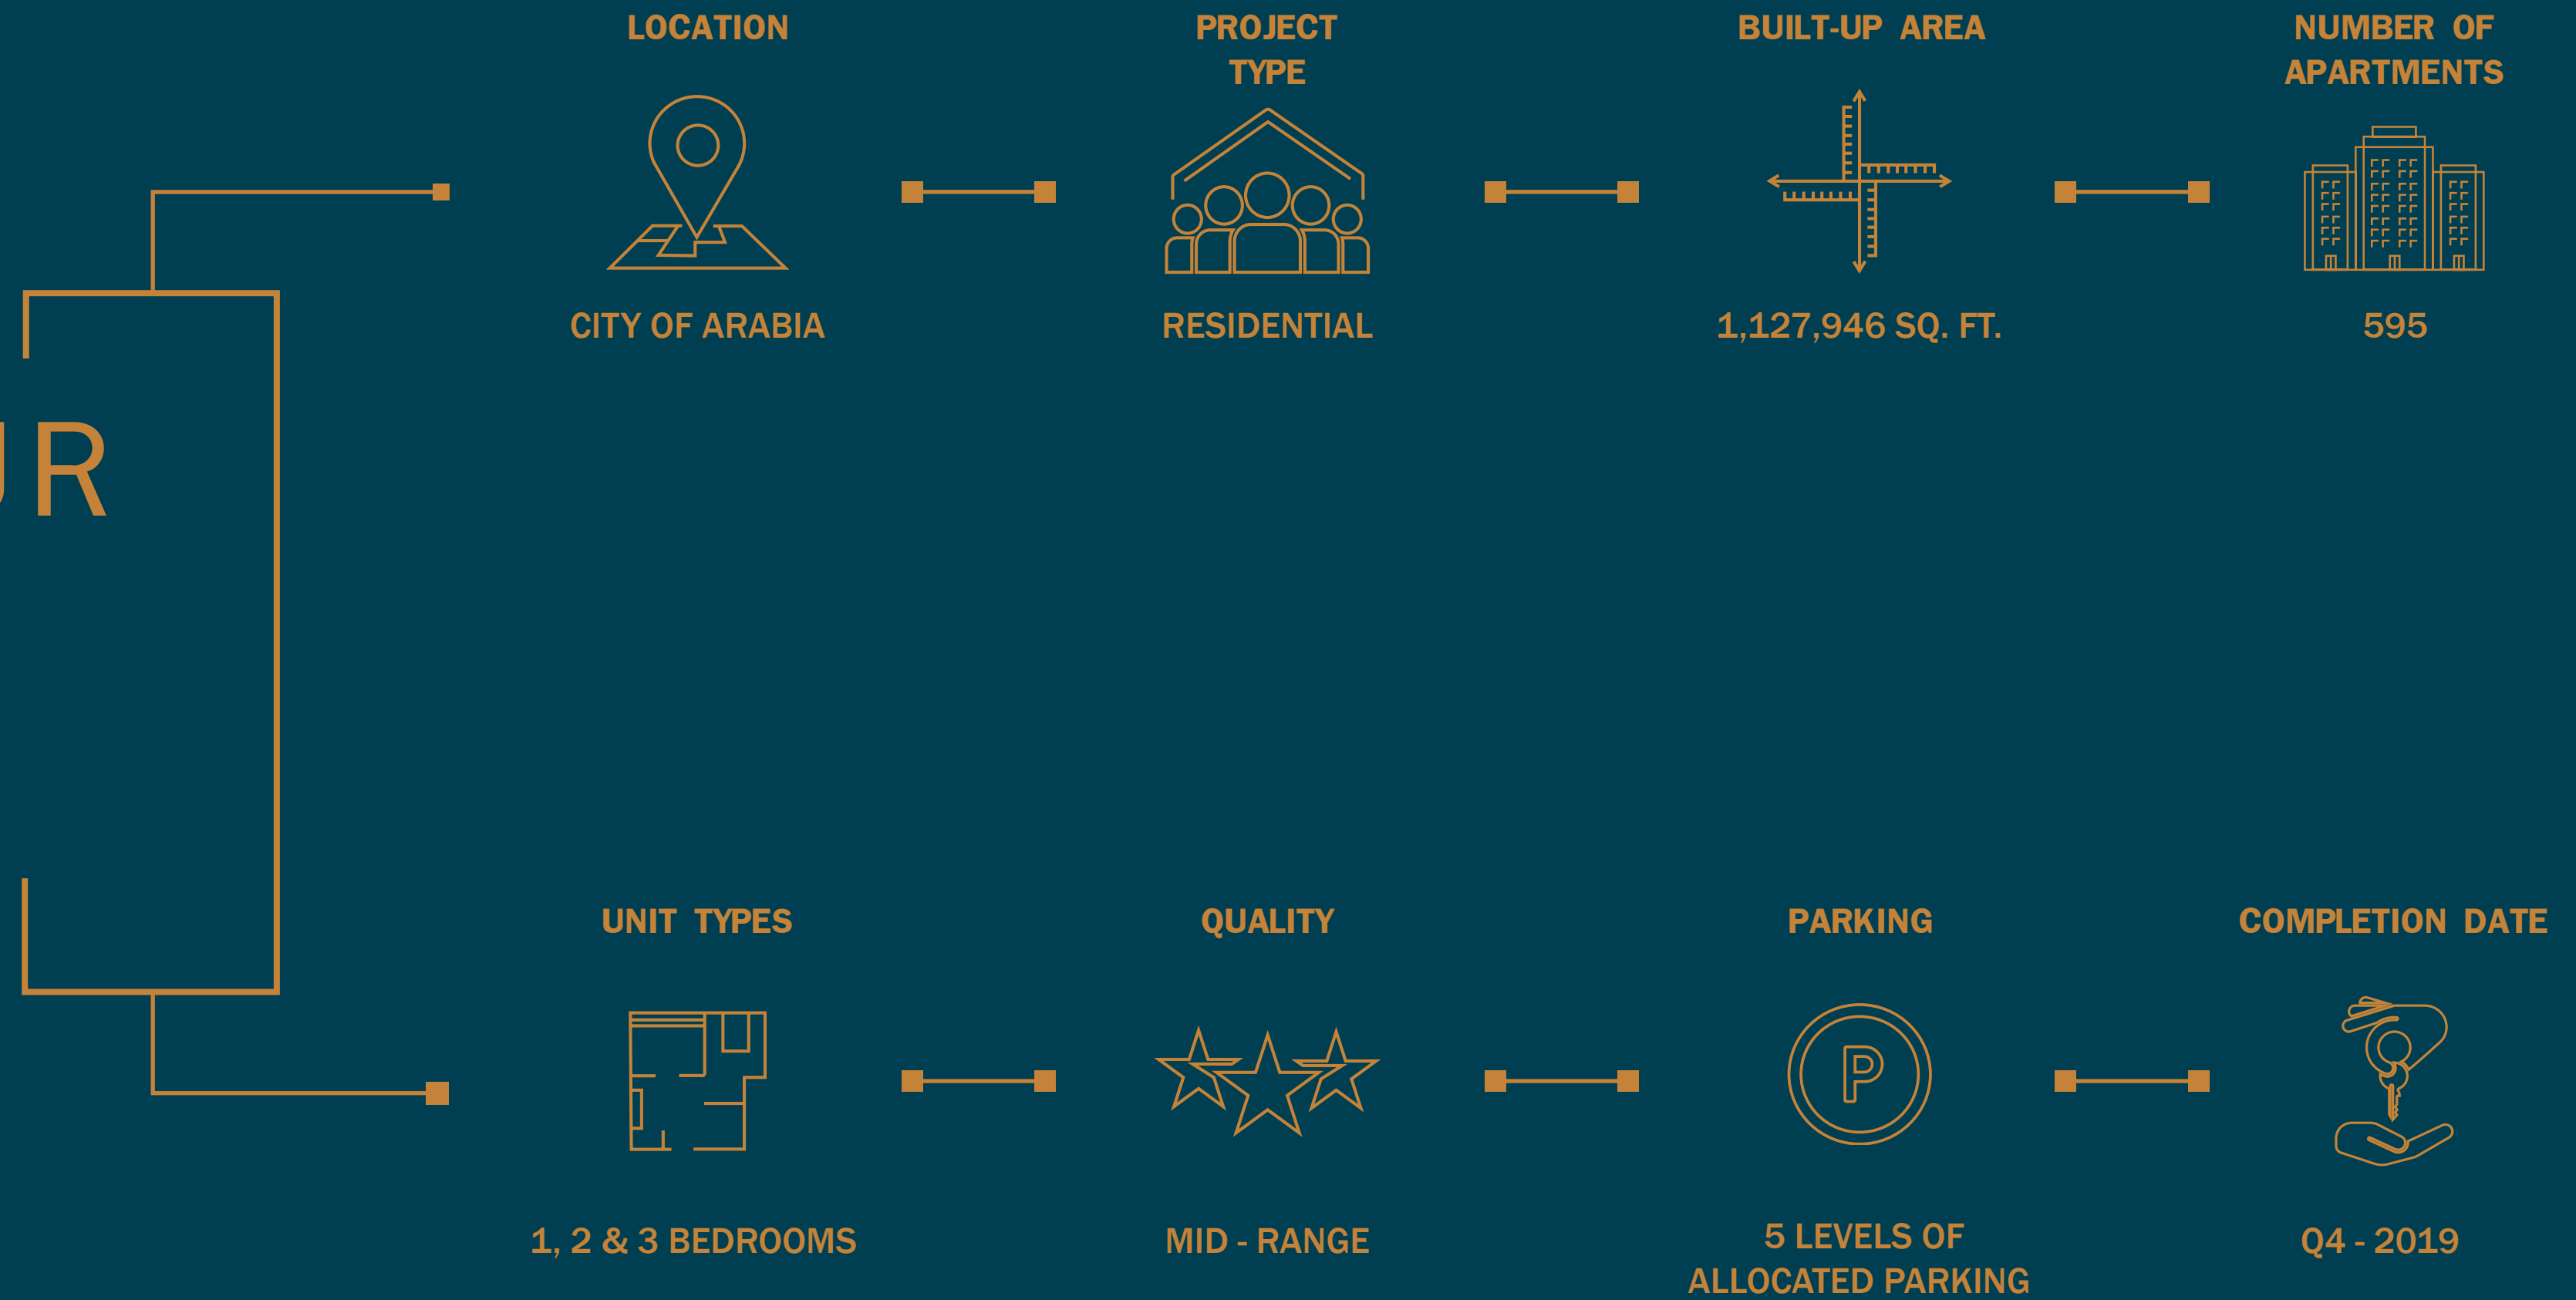 LOCATION
PROJECT
TYPE
BUILT-UP AREA
NUMBER OF
APARTMENTS
CITY OF ARABIA
RESIDENTIAL
1,127,946 SQ. FT.
595
R
UNIT TYPES
QUALITY
PARKING
COMPLETION DATE
P
1, 2 & 3 BEDROOMS
MID - RANGE
5 LEVELS OF
ALLOCATED PARKING
Q4 - 2019